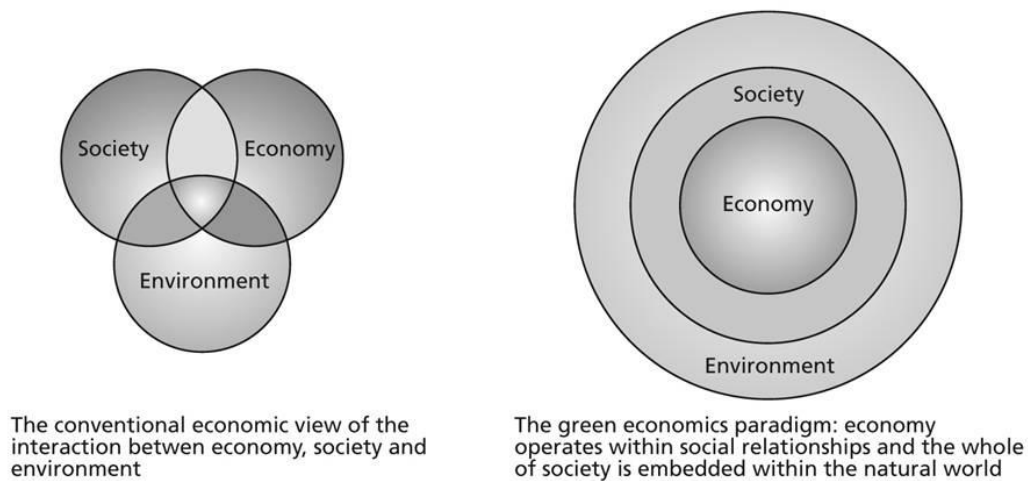 Society
Economy
Environment
The conventional economic view of the
interaction betwen economy, society and
environment
Society
Economy
Environment
The green economics paradigm: economy
operates within social relationships and the whole
of society is embedded within the natural world